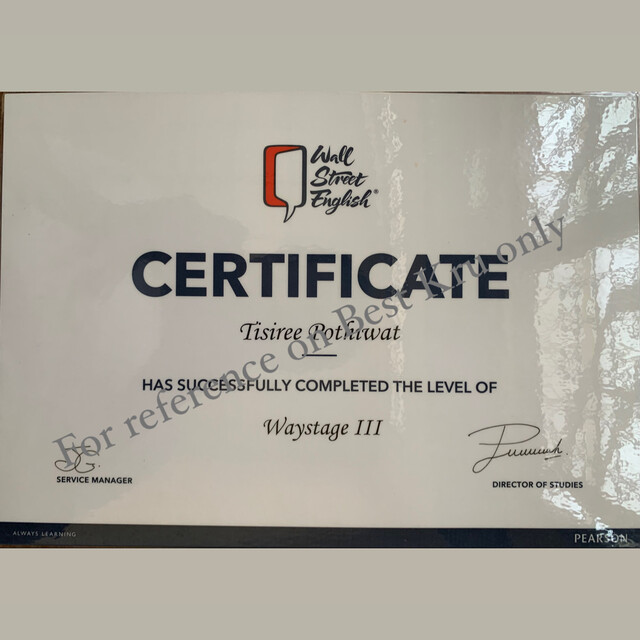 Wall
Street
English®
CERTIFICATE
Tisiree Pothiwat
HAS SUCCESSFULLY COMPLETED THE LEVEL OF
Waystage III
For reference on Best Kru only
SERVICE MANAGER
DIRECTOR OF STUDIES
ALWAYS LEARNING
PEARSON